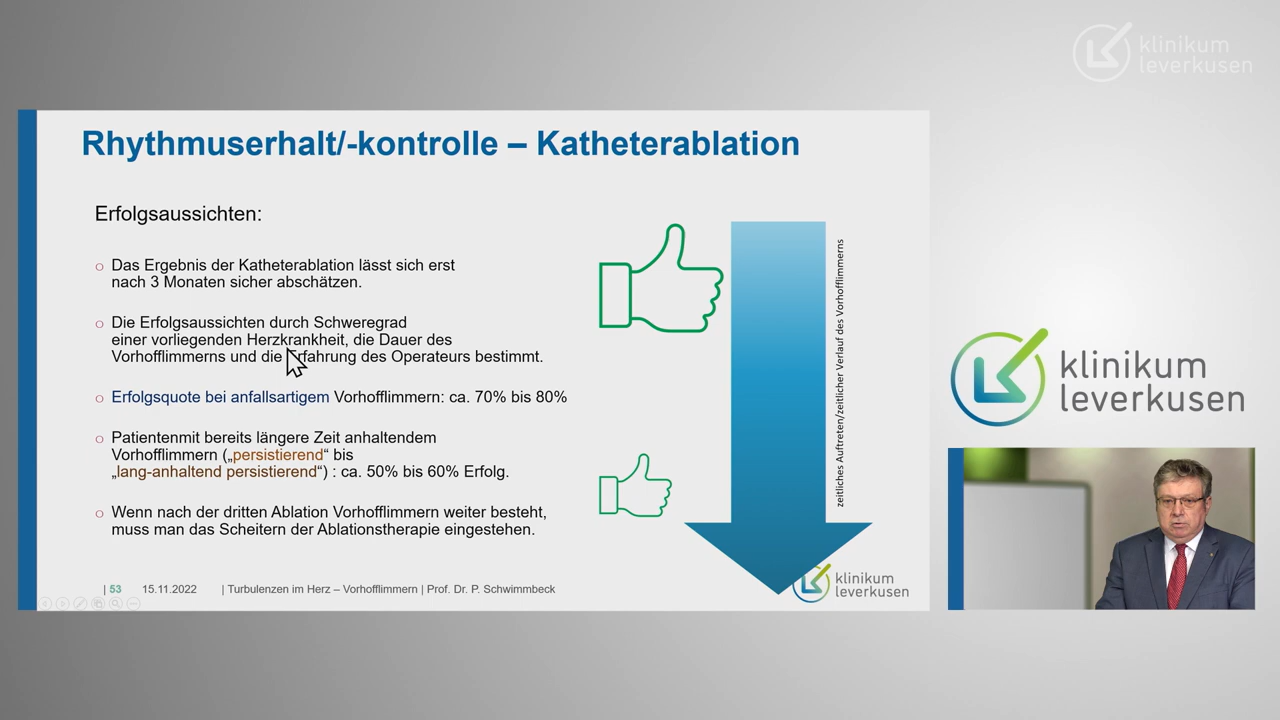 klinikum
leverkusen
Rhythmuserhalt/-kontrolle – Katheterablation
Erfolgsaussichten:
○ Das Ergebnis der Katheterablation lässt sich erst
nach 3 Monaten sicher abschätzen.
○ Die Erfolgsaussichten durch Schweregrad
einer vorliegenden Herzkrankheit, die Dauer des
Vorhofflimmerns und die Erfahrung des Operateurs bestimmt.
○ Erfolgsquote bei anfallsartigem Vorhofflimmern: ca. 70% bis 80%
○ Patientenmit bereits längere Zeit anhaltendem
Vorhofflimmern („persistierend“ bis
„lang-anhaltend persistierend“) : ca. 50% bis 60% Erfolg.
○ Wenn nach der dritten Ablation Vorhofflimmern weiter besteht,
muss man das Scheitern der Ablationstherapie eingestehen.
zeitliches Auftreten/zeitlicher Verlauf des Vorhofflimmerns
| 53 15.11.2022 | Turbulenzen im Herz – Vorhofflimmern | Prof. Dr. P. Schwimmbeck
klinikum
leverkusen
klinikum
leverkusen